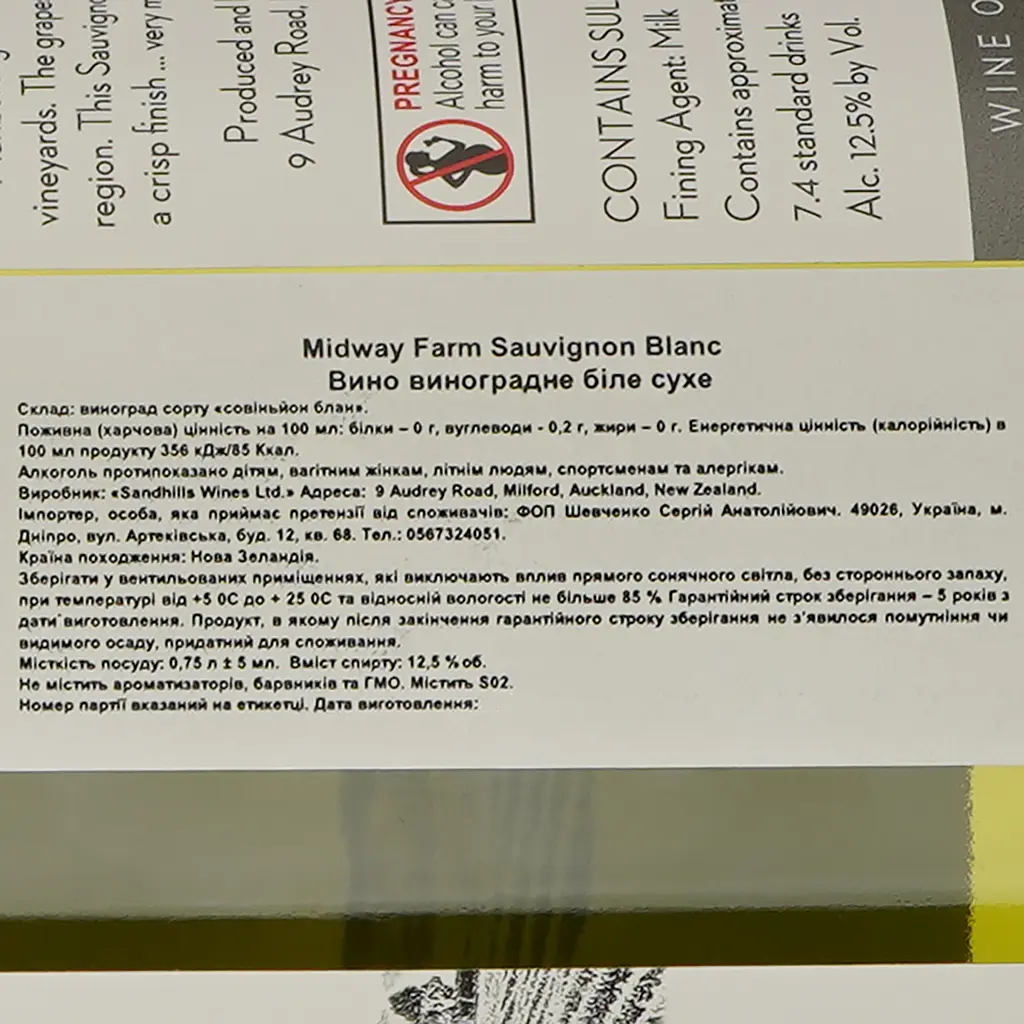 vineyards. The grape
region. This Sauvign
a crisp finish ... very
Produced and
9 Audrey Road,
PREGNANCY
Alcohol can c
harm to your
CONTAINS SUL
Fining Agent: Milk
Contains approximat
7.4 standard drinks
Alc. 12.5% by Vol.
WINE O
Midway Farm Sauvignon Blanc
Вино виноградне біле сухе
Склад: виноград сорту «совіньйон блан».
Поживна (харчова) цінність на 100 мл: білки – 0 г, вуглеводи - 0,2 г, жири – 0 г. Енергетична цінність (калорійність) в
100 мл продукту 356 кДж/85 Ккал.
Алкоголь протипоказано дітям, вагітним жінкам, літнім людям, спортсменам та алергікам.
Виробник: «Sandhills Wines Ltd.» Адреса: 9 Audrey Road, Milford, Auckland, New Zealand.
Імпортер, особа, яка приймає претензії від споживачів: ФОП Шевченко Сергій Анатолійович. 49026, Україна, м.
Дніпро, вул. Артеківська, буд. 12, кв. 68. Тел.: 0567324051.
Країна походження: Нова Зеландія.
Зберігати у вентильованих приміщеннях, які виключають вплив прямого сонячного світла, без стороннього запаху,
при температурі від +5 0С до + 25 0С та відносній вологості не більше 85 % Гарантійний строк зберігання – 5 років з
дати виготовлення. Продукт, в якому після закінчення гарантійного строку зберігання не з'явилося помутніння чи
видимого осаду, придатний для споживання.
Місткість посуду: 0,75 л ± 5 мл. Вміст спирту: 12,5 % об.
Не містить ароматизаторів, барвників та ГМО. Містить S02.
Номер партії вказаний на етикетці. Дата виготовлення: